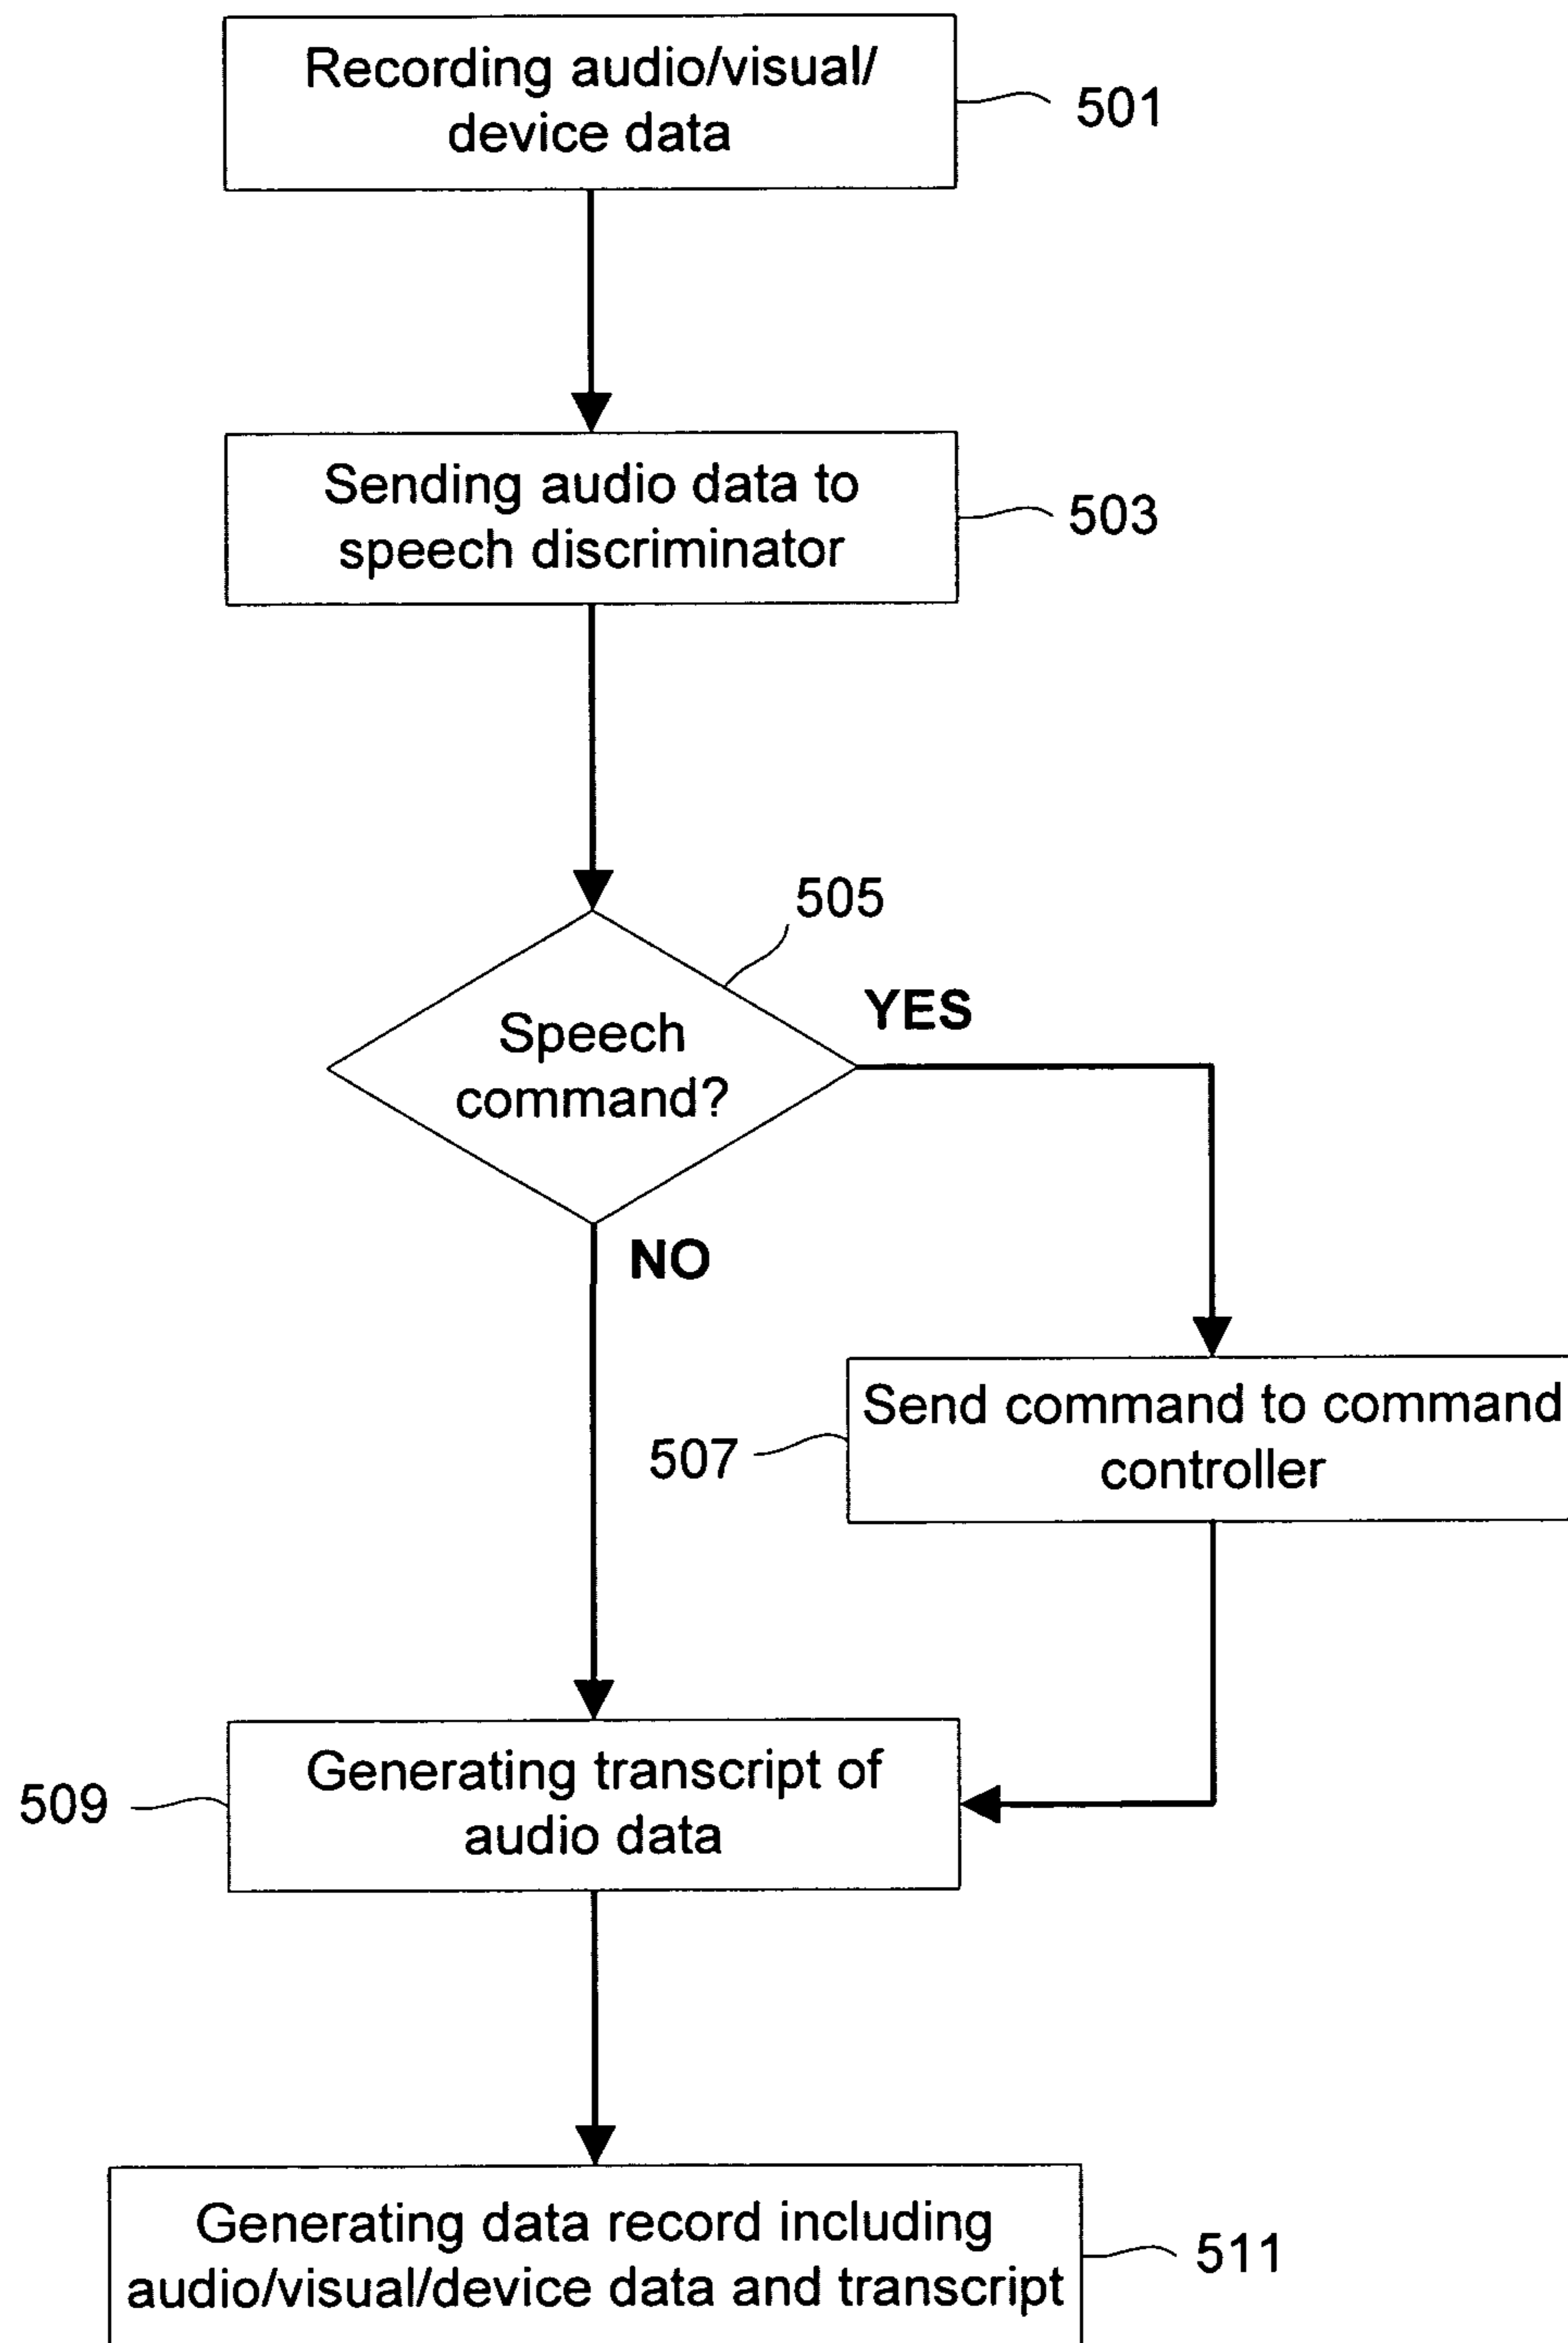 Recording audio/visual/
device data
501
Sending audio data to
speech discriminator
503
505
Speech
command?
YES
NO
Send command to command
controller
507
Generating transcript of
audio data
509
Generating data record including
audio/visual/device data and transcript
511